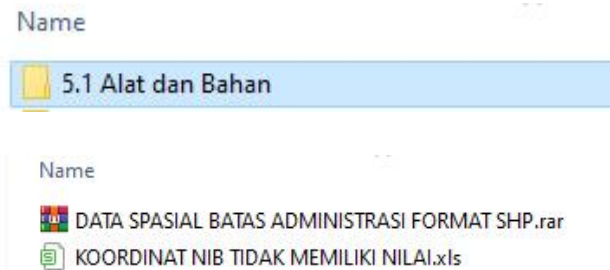 Name
5.1 Alat dan Bahan
Name
DATA SPASIAL BATAS ADMINISTRASI FORMAT SHP.rar
KOORDINAT NIB TIDAK MEMILIKI NILAI.xls